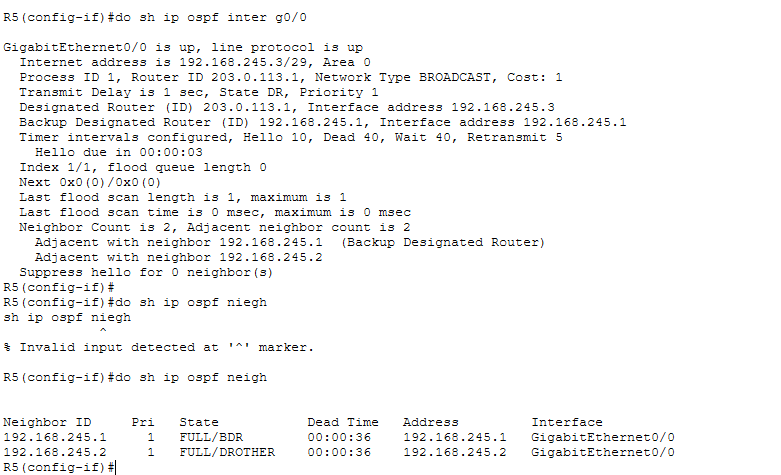 R5(config-if)#do sh ip ospf inter g0/0
GigabitEthernet0/0 is up, line protocol is up
Internet address is 192.168.245.3/29, Area 0
Process ID 1, Router ID 203.0.113.1, Network Type BROADCAST, Cost: 1
Transmit Delay is 1 sec, State DR, Priority 1
Designated Router (ID) 203.0.113.1, Interface address 192.168.245.3
Backup Designated Router (ID) 192.168.245.1, Interface address 192.168.245.1
Timer intervals configured, Hello 10, Dead 40, Wait 40, Retransmit 5
Hello due in 00:00:03
Index 1/1, flood queue length 0
Next 0x0(0)/0x0(0)
Last flood scan length is 1, maximum is 1
Last flood scan time is 0 msec, maximum is 0 msec
Neighbor Count is 2, Adjacent neighbor count is 2
Adjacent with neighbor 192.168.245.1  (Backup Designated Router)
Adjacent with neighbor 192.168.245.2
Suppress hello for 0 neighbor(s)
R5(config-if)#
R5(config-if)#do sh ip ospf niegh
sh ip ospf niegh
^
% Invalid input detected at '^' marker.
R5(config-if)#do sh ip ospf neigh
Neighbor ID     Pri   State           Dead Time   Address         Interface
192.168.245.1     1   FULL/BDR        00:00:36    192.168.245.1   GigabitEthernet0/0
192.168.245.2     1   FULL/DROTHER    00:00:36    192.168.245.2   GigabitEthernet0/0
R5(config-if)#